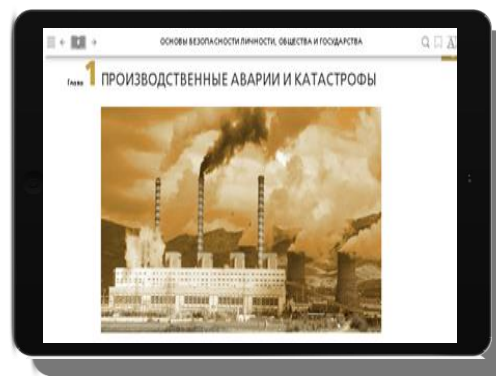 ОСНОВЫ БЕЗОПАСНОСТИ ЛИЧНОСТИ, ОБЩЕСТВА И ГОСУДАРСТВА
Глава 1 ПРОИЗВОДСТВЕННЫЕ АВАРИИ И КАТАСТРОФЫ